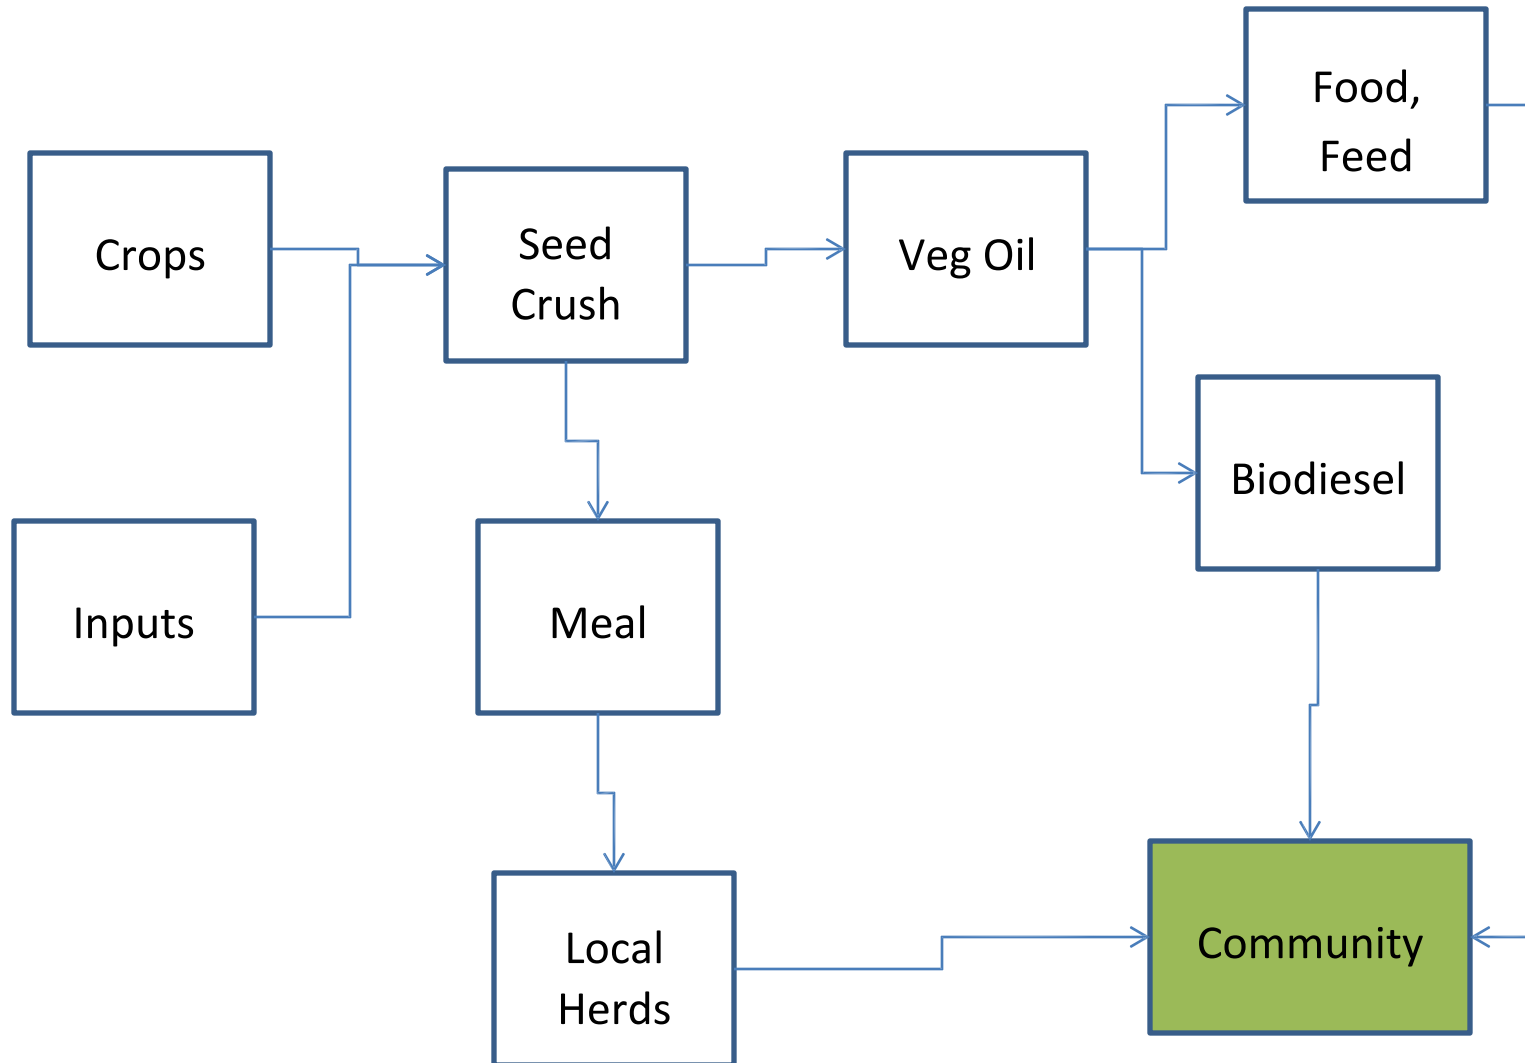 Food,
Feed
Crops
Seed
Crush
Veg Oil
Biodiesel
Inputs
Meal
Local
Herds
Community